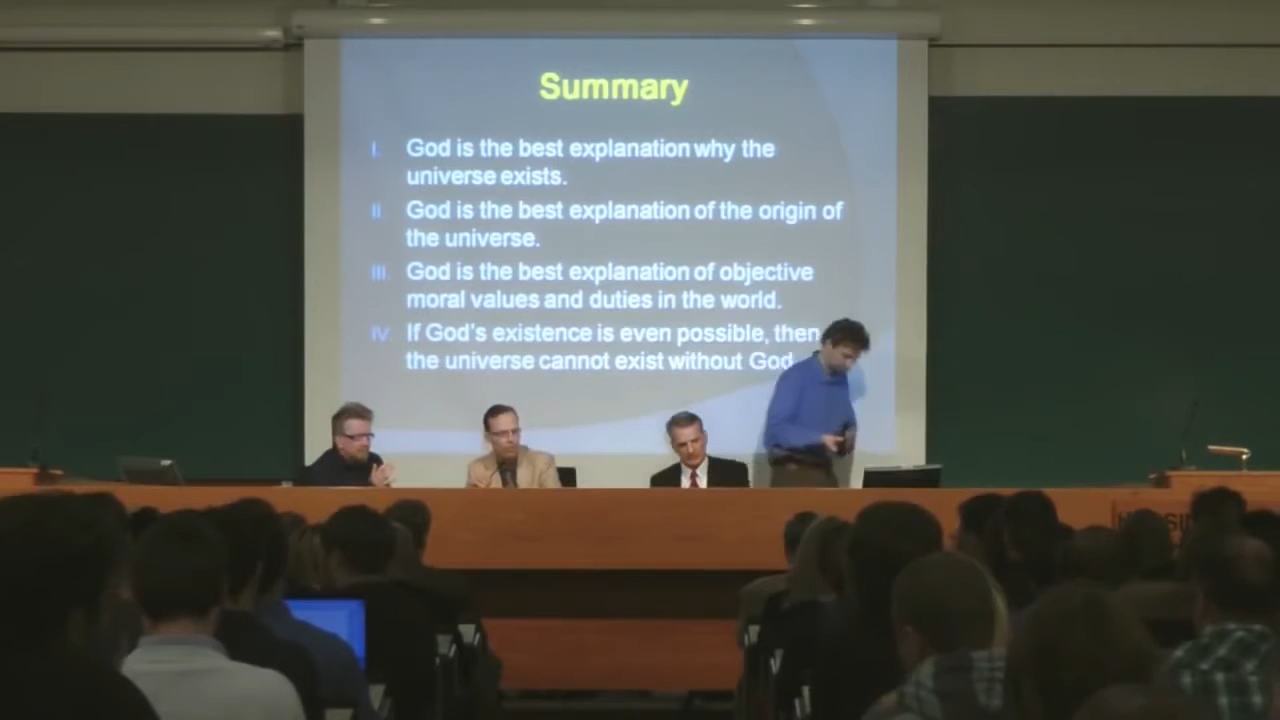 Summary
I. God is the best explanation why the
universe exists.
II. God is the best explanation of the origin of
the universe.
III. God is the best explanation of objective
moral values and duties in the world.
IV. If God's existence is even possible, then
the universe cannot exist without God